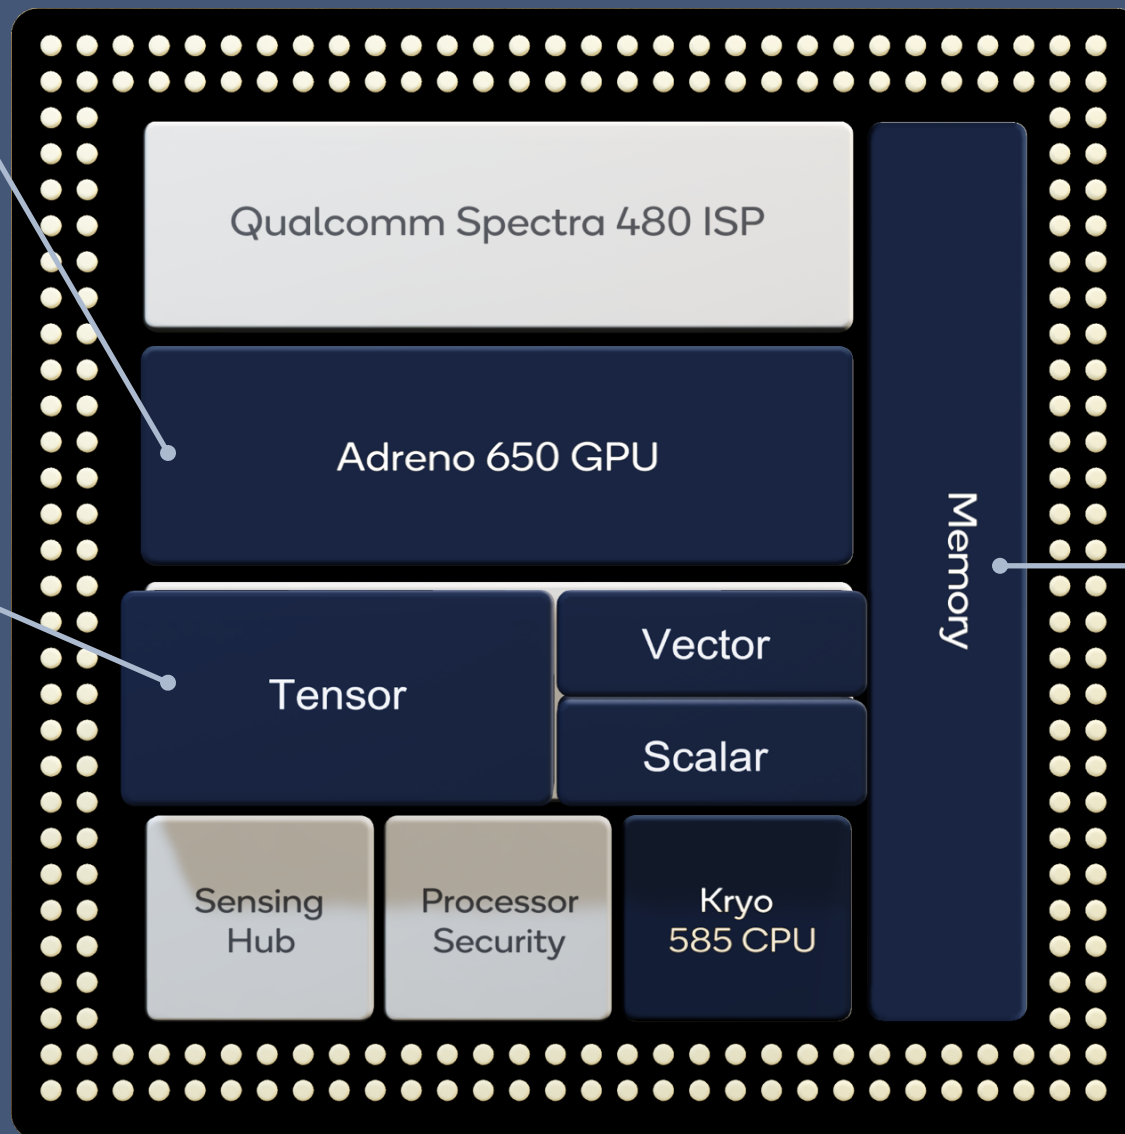 Qualcomm Spectra 480 ISP
Adreno 650 GPU
Memory
Tensor
Vector
Scalar
Sensing
Hub
Processor
Security
Kryo
585 CPU